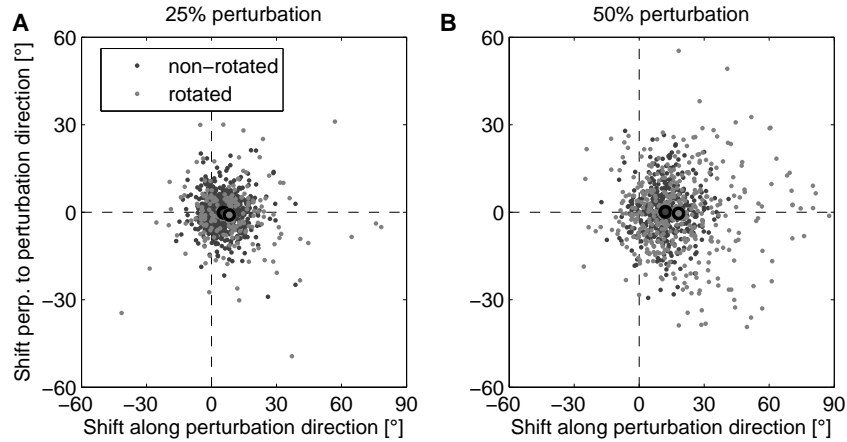 A
25% perturbation
B
50% perturbation
Shift perp. to perturbation direction [°]
60
30
0
−30
−60
non−rotated
rotated
−60
−30
0
30
60
90
Shift along perturbation direction [°]
60
30
0
−30
−60
−60
−30
0
30
60
90
Shift along perturbation direction [°]